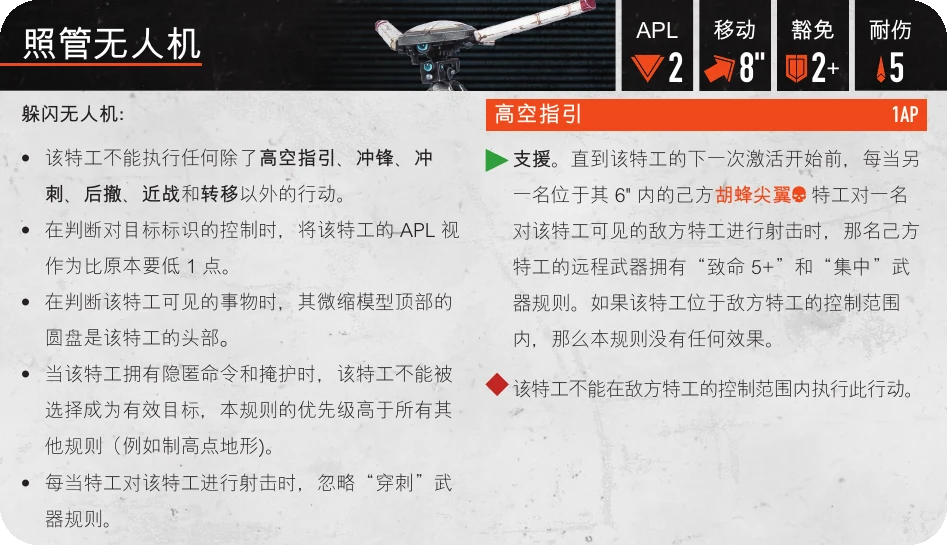 照管无人机
APL
2
移动
8"
豁免
2+
耐伤
5
躲闪无人机:
• 该特工不能执行任何除了高空指引、冲锋、冲
刺、后撤、近战和转移以外的行动。
• 在判断对目标标识的控制时，将该特工的 APL 视
作为比原本要低 1 点。
• 在判断该特工可见的事物时，其微缩模型顶部的
圆盘是该特工的头部。
• 当该特工拥有隐匿命令和掩护时，该特工不能被
选择成为有效目标，本规则的优先级高于所有其
他规则（例如制高点地形)。
• 每当特工对该特工进行射击时，忽略“穿刺”武
器规则。
高空指引
1AP
支援。直到该特工的下一次激活开始前，每当另
一名位于其 6" 内的己方胡蜂尖翼 特工对一名
对该特工可见的敌方特工进行射击时，那名己方
特工的远程武器拥有“致命 5+”和“集中”武
器规则。如果该特工位于敌方特工的控制范围
内，那么本规则没有任何效果。
该特工不能在敌方特工的控制范围内执行此行动。